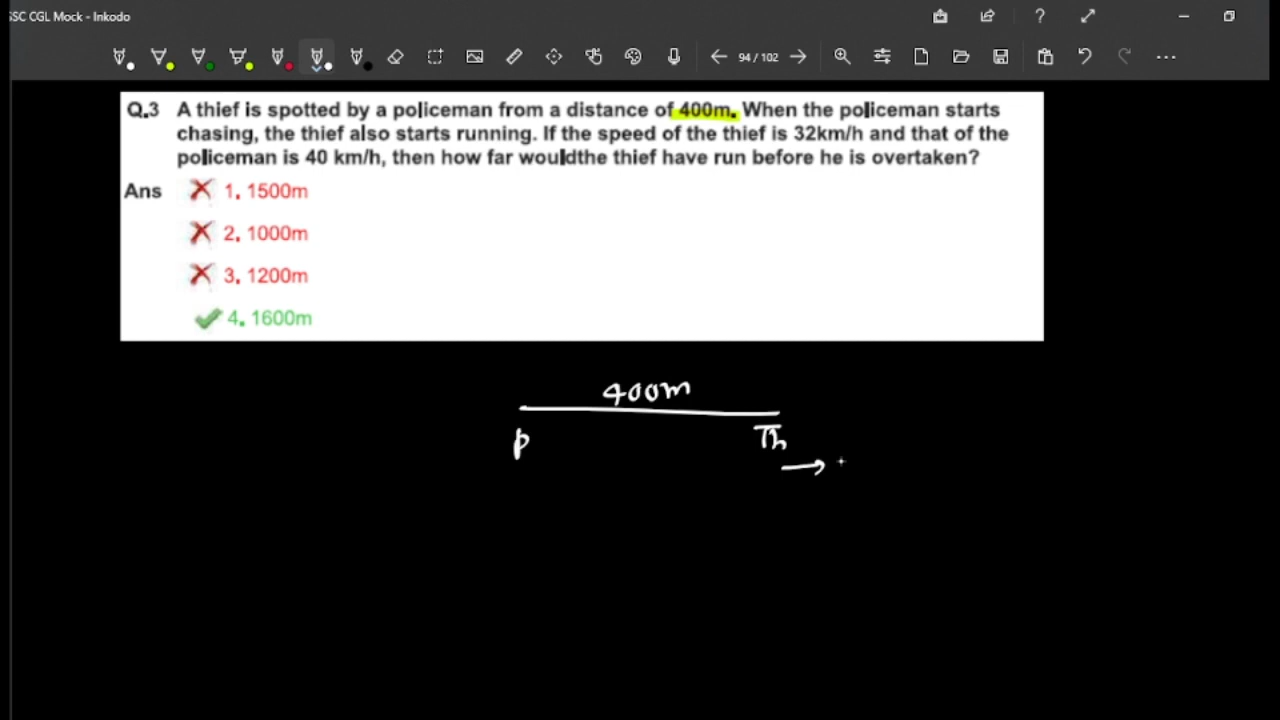 SSC CGL Mock - Inkodo
94 / 102
Q.3 A thief is spotted by a policeman from a distance of 400m. When the policeman starts
chasing, the thief also starts running. If the speed of the thief is 32km/h and that of the
policeman is 40 km/h, then how far wouldthe thief have run before he is overtaken?
Ans 1. 1500m
2. 1000m
3. 1200m
4. 1600m
400m
P Th